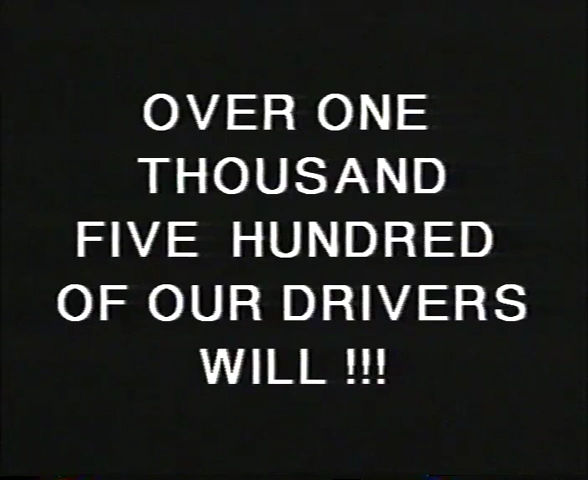 OVER ONE
THOUSAND
FIVE HUNDRED
OF OUR DRIVERS
WILL !!!